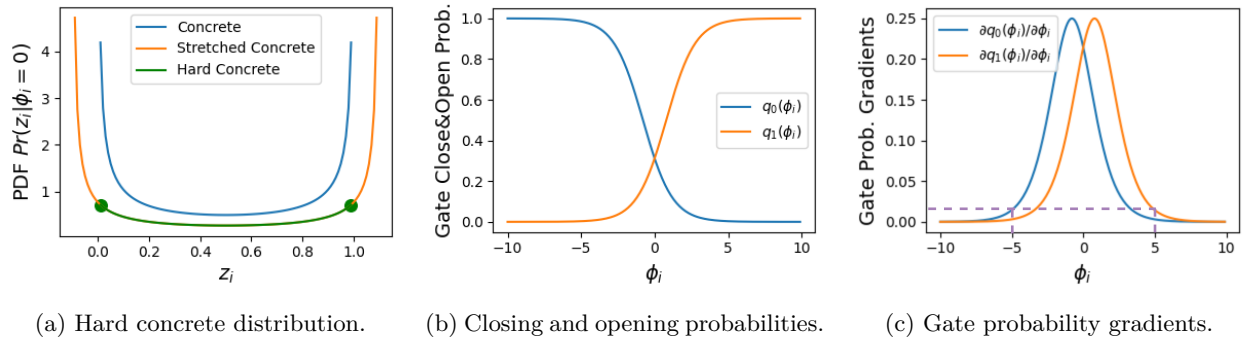 PDF Pr(z_i|ϕ_i = 0)
4
3
2
1
Concrete
Stretched Concrete
Hard Concrete
0.0 0.2 0.4 0.6 0.8 1.0
z_i
(a) Hard concrete distribution.
Gate Close&Open Prob.
1.0
0.8
0.6
0.4
0.2
0.0
q_0(ϕ_i)
q_1(ϕ_i)
−10 −5 0 5 10
ϕ_i
(b) Closing and opening probabilities.
Gate Prob. Gradients
0.25
0.20
0.15
0.10
0.05
0.00
∂q_0(ϕ_i)/∂ϕ_i
∂q_1(ϕ_i)/∂ϕ_i
−10 −5 0 5 10
ϕ_i
(c) Gate probability gradients.